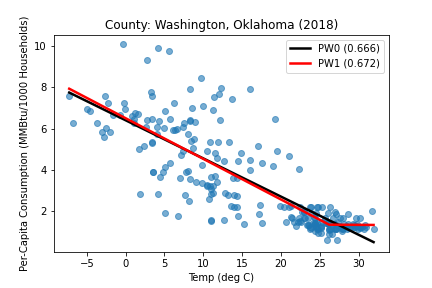 County: Washington, Oklahoma (2018)
PW0 (0.666)
PW1 (0.672)
Per-Capita Consumption (MMBtu/1000 Households)
10
8
6
4
2
−5 0 5 10 15 20 25 30
Temp (deg C)